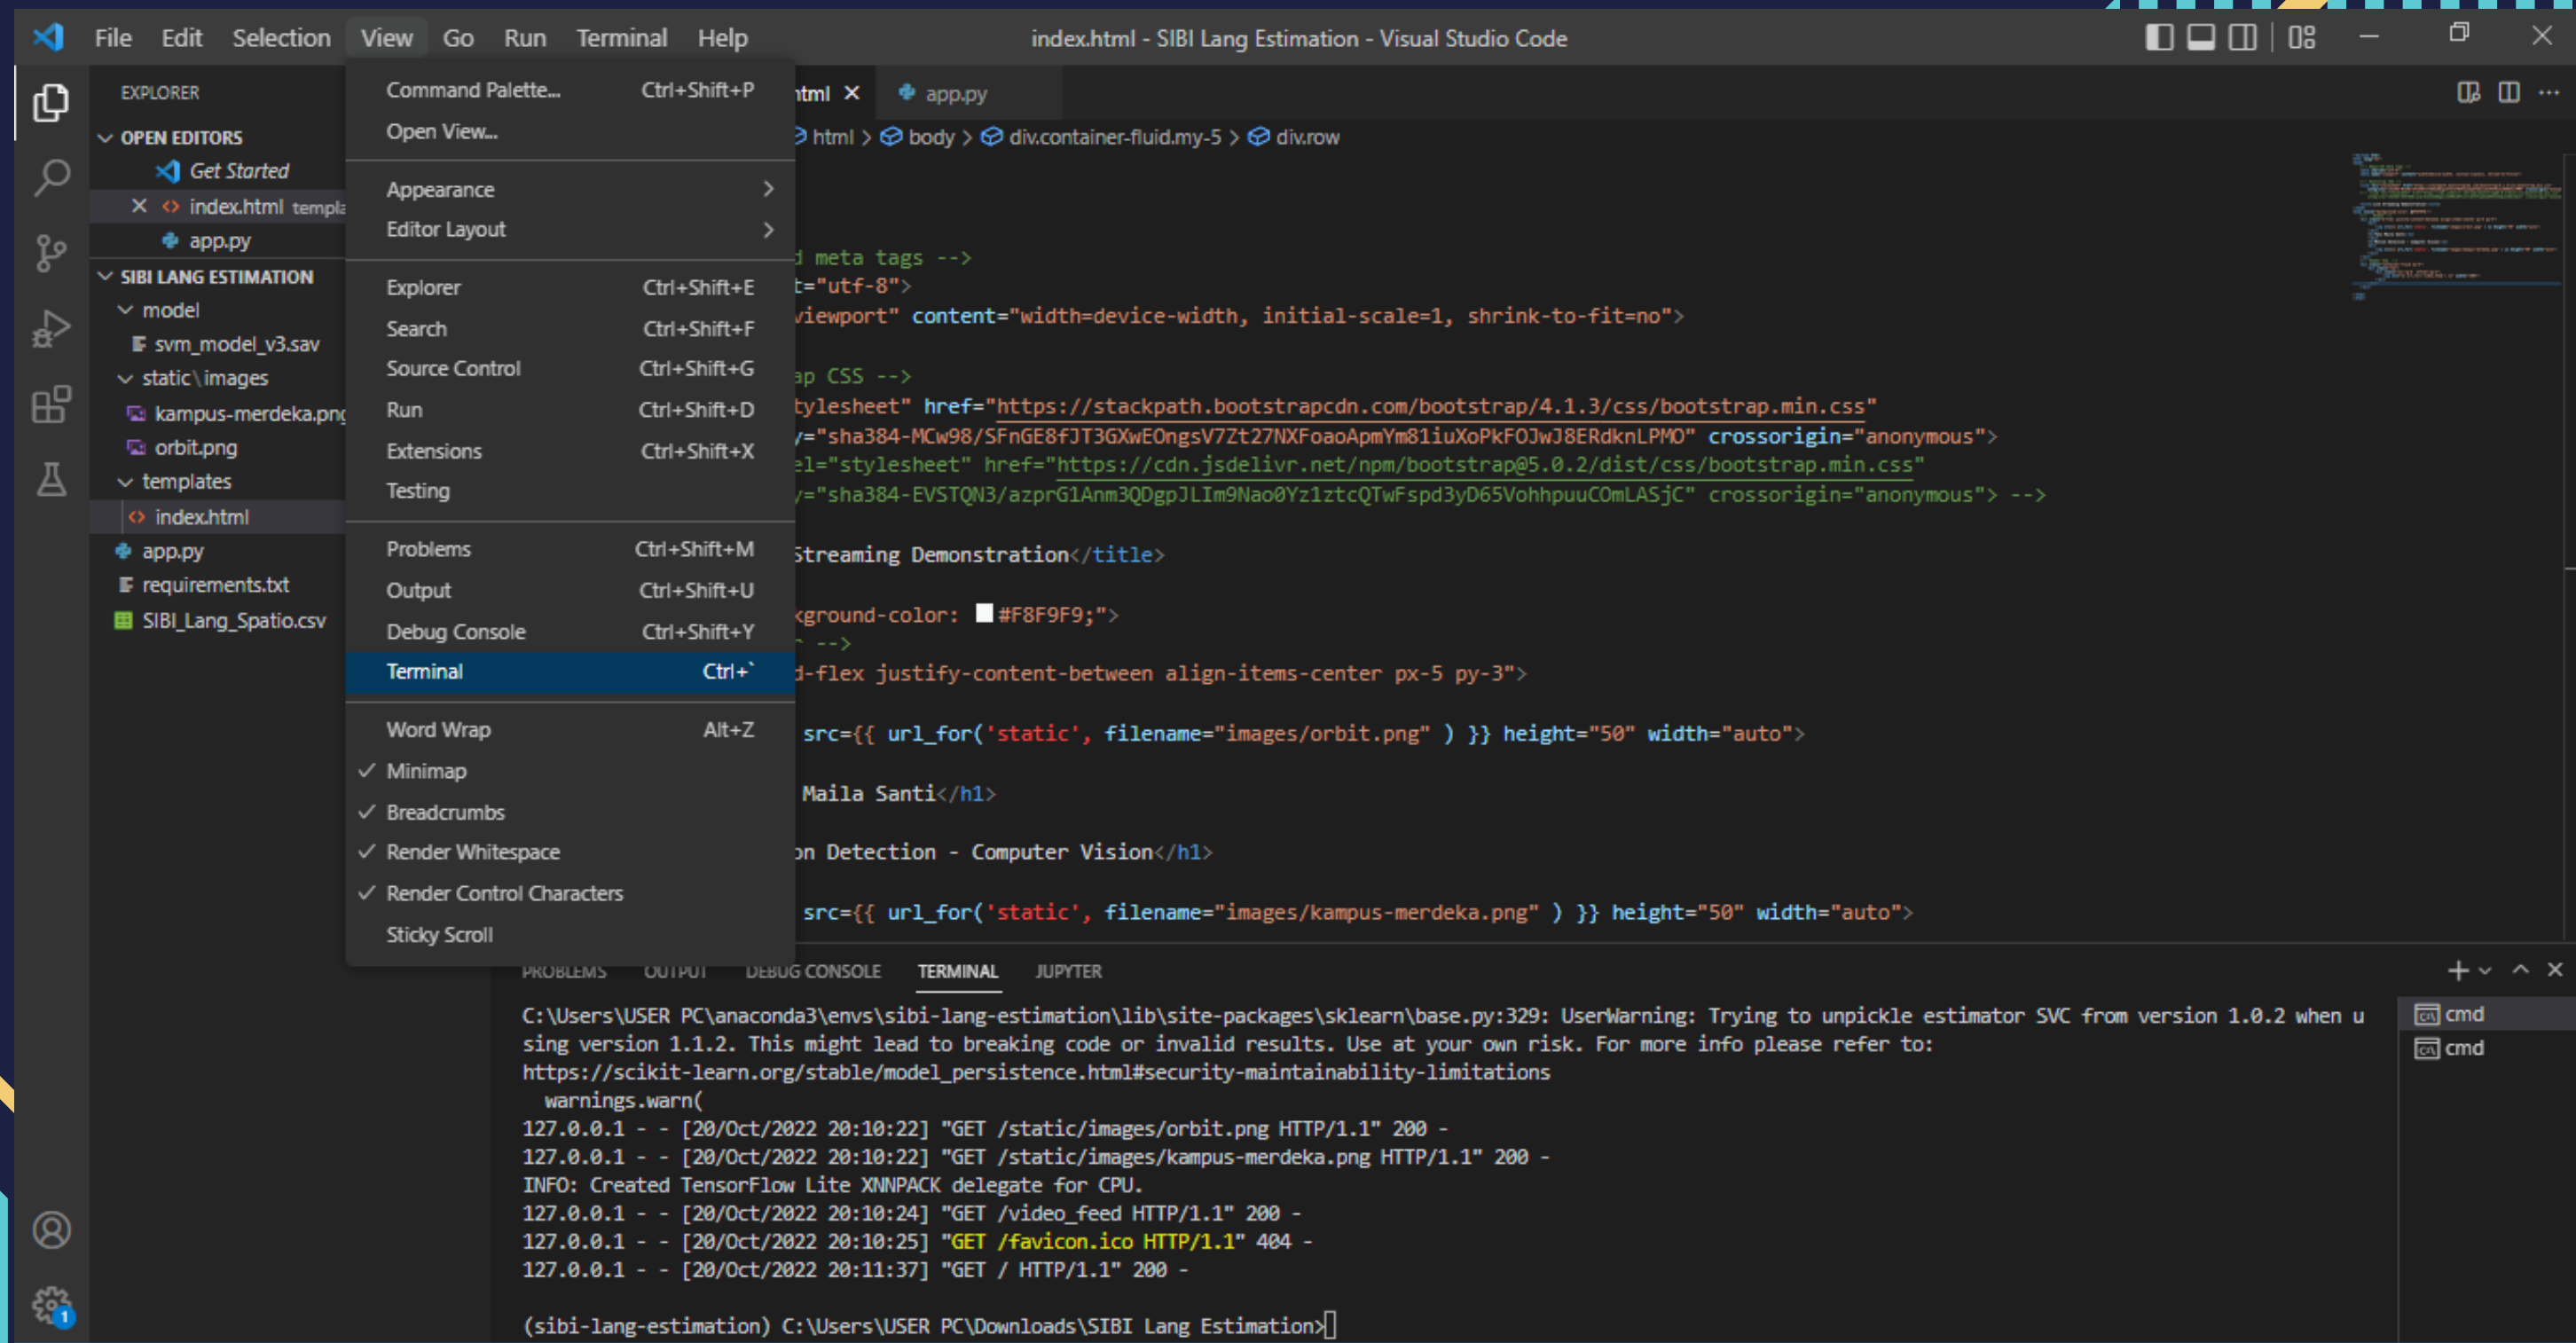 File Edit Selection View Go Run Terminal Help
index.html - SIBI Lang Estimation - Visual Studio Code
EXPLORER
OPEN EDITORS
Get Started
index.html templa
app.py
SIBI LANG ESTIMATION
model
svm_model_v3.sav
static\images
kampus-merdeka.png
orbit.png
templates
index.html
app.py
requirements.txt
SIBI_Lang_Spatio.csv
1
Command Palette... Ctrl+Shift+P
Open View...
Appearance
Editor Layout
Explorer Ctrl+Shift+E
Search Ctrl+Shift+F
Source Control Ctrl+Shift+G
Run Ctrl+Shift+D
Extensions Ctrl+Shift+X
Testing
Problems Ctrl+Shift+M
Output Ctrl+Shift+U
Debug Console Ctrl+Shift+Y
Terminal Ctrl+`
Word Wrap Alt+Z
Minimap
Breadcrumbs
Render Whitespace
Render Control Characters
Sticky Scroll
html app.py
html > body > div.container-fluid.my-5 > div.row
d meta tags -->
t="utf-8">
viewport" content="width=device-width, initial-scale=1, shrink-to-fit=no">
ap CSS -->
tylesheet" href="https://stackpath.bootstrapcdn.com/bootstrap/4.1.3/css/bootstrap.min.css"
y="sha384-MCw98/SFnGE8fJT3GXwEOngsV7Zt27NXFoaoApmYm81iuXoPkFOJwJ8ERdknLPMO" crossorigin="anonymous">
el="stylesheet" href="https://cdn.jsdelivr.net/npm/bootstrap@5.0.2/dist/css/bootstrap.min.css"
y="sha384-EVSTQN3/azprG1Anm3QDgpJLIm9Nao0Yz1ztcQTwFspd3yD65VohhpuuCOmLASjC" crossorigin="anonymous"> -->
Streaming Demonstration</title>
kground-color: #F8F9F9;">
r -->
d-flex justify-content-between align-items-center px-5 py-3">
src={{ url_for('static', filename="images/orbit.png" ) }} height="50" width="auto">
Maila Santi</h1>
on Detection - Computer Vision</h1>
src={{ url_for('static', filename="images/kampus-merdeka.png" ) }} height="50" width="auto">
PROBLEMS OUTPUT DEBUG CONSOLE TERMINAL JUPYTER
C:\Users\USER PC\anaconda3\envs\sibi-lang-estimation\lib\site-packages\sklearn\base.py:329: UserWarning: Trying to unpickle estimator SVC from version 1.0.2 when u
sing version 1.1.2. This might lead to breaking code or invalid results. Use at your own risk. For more info please refer to:
https://scikit-learn.org/stable/model_persistence.html#security-maintainability-limitations
warnings.warn(
127.0.0.1 - - [20/Oct/2022 20:10:22] "GET /static/images/orbit.png HTTP/1.1" 200 -
127.0.0.1 - - [20/Oct/2022 20:10:22] "GET /static/images/kampus-merdeka.png HTTP/1.1" 200 -
INFO: Created TensorFlow Lite XNNPACK delegate for CPU.
127.0.0.1 - - [20/Oct/2022 20:10:24] "GET /video_feed HTTP/1.1" 200 -
127.0.0.1 - - [20/Oct/2022 20:10:25] "GET /favicon.ico HTTP/1.1" 404 -
127.0.0.1 - - [20/Oct/2022 20:11:37] "GET / HTTP/1.1" 200 -
(sibi-lang-estimation) C:\Users\USER PC\Downloads\SIBI Lang Estimation>
cmd
cmd